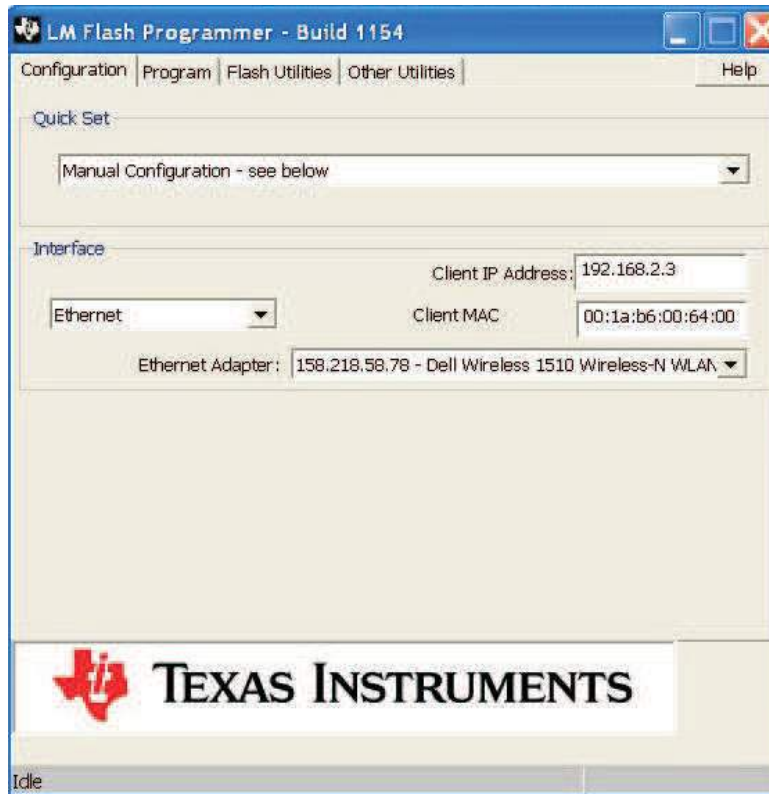 LM Flash Programmer - Build 1154
Configuration Program Flash Utilities Other Utilities Help
Quick Set
Manual Configuration - see below
Interface
Client IP Address: 192.168.2.3
Ethernet Client MAC 00:1a:b6:00:64:00
Ethernet Adapter: 158.218.58.78 - Dell Wireless 1510 Wireless-N WLAN
TEXAS INSTRUMENTS
Idle